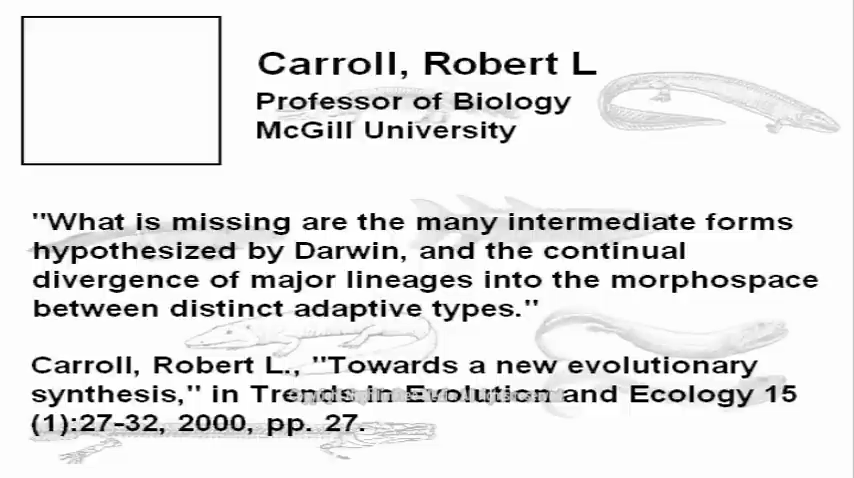 Carroll, Robert L
Professor of Biology
McGill University
"What is missing are the many intermediate forms
hypothesized by Darwin, and the continual
divergence of major lineages into the morphospace
between distinct adaptive types."
Carroll, Robert L., "Towards a new evolutionary
synthesis," in Trends in Evolution and Ecology 15
(1):27-32, 2000, pp. 27.